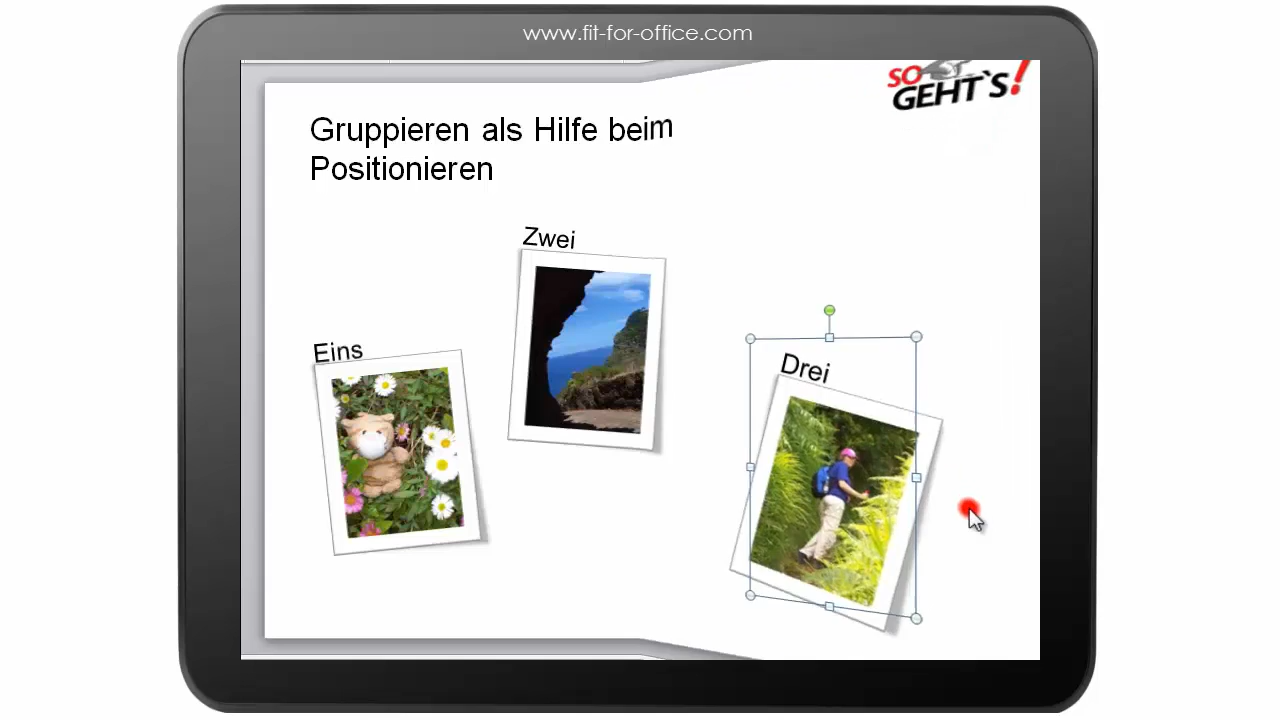 www.fit-for-office.com
SO
GEHT`S!
Gruppieren als Hilfe beim
Positionieren
Zwei
Eins
Drei